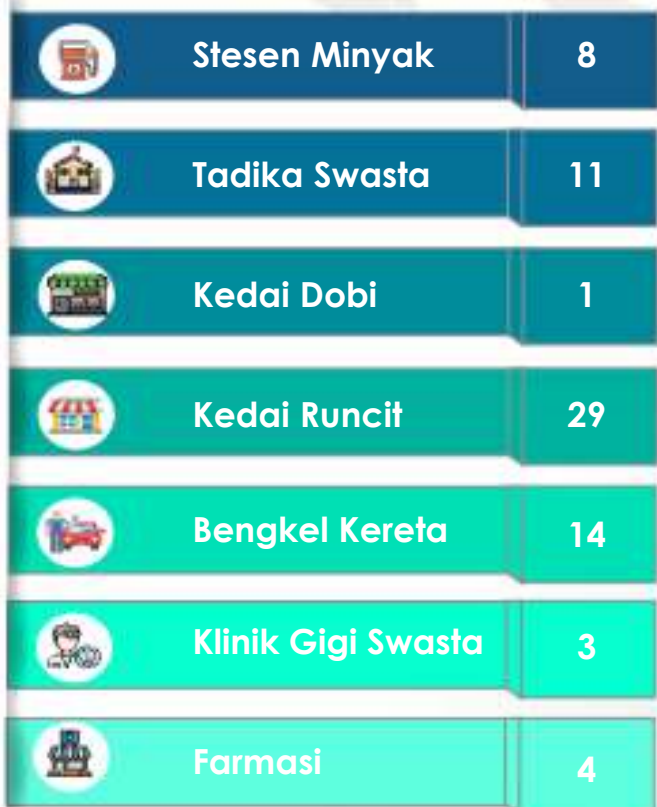 Stesen Minyak 8
Tadika Swasta 11
Kedai Dobi 1
Kedai Runcit 29
Bengkel Kereta 14
Klinik Gigi Swasta 3
Farmasi 4